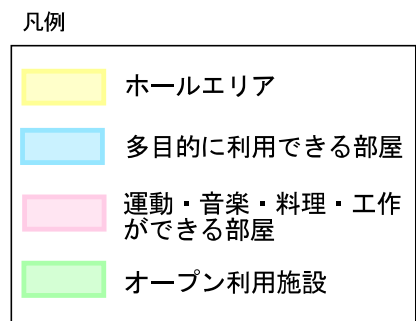 凡例
ホールエリア
多目的に利用できる部屋
運動・音楽・料理・工作
ができる部屋
オープン利用施設